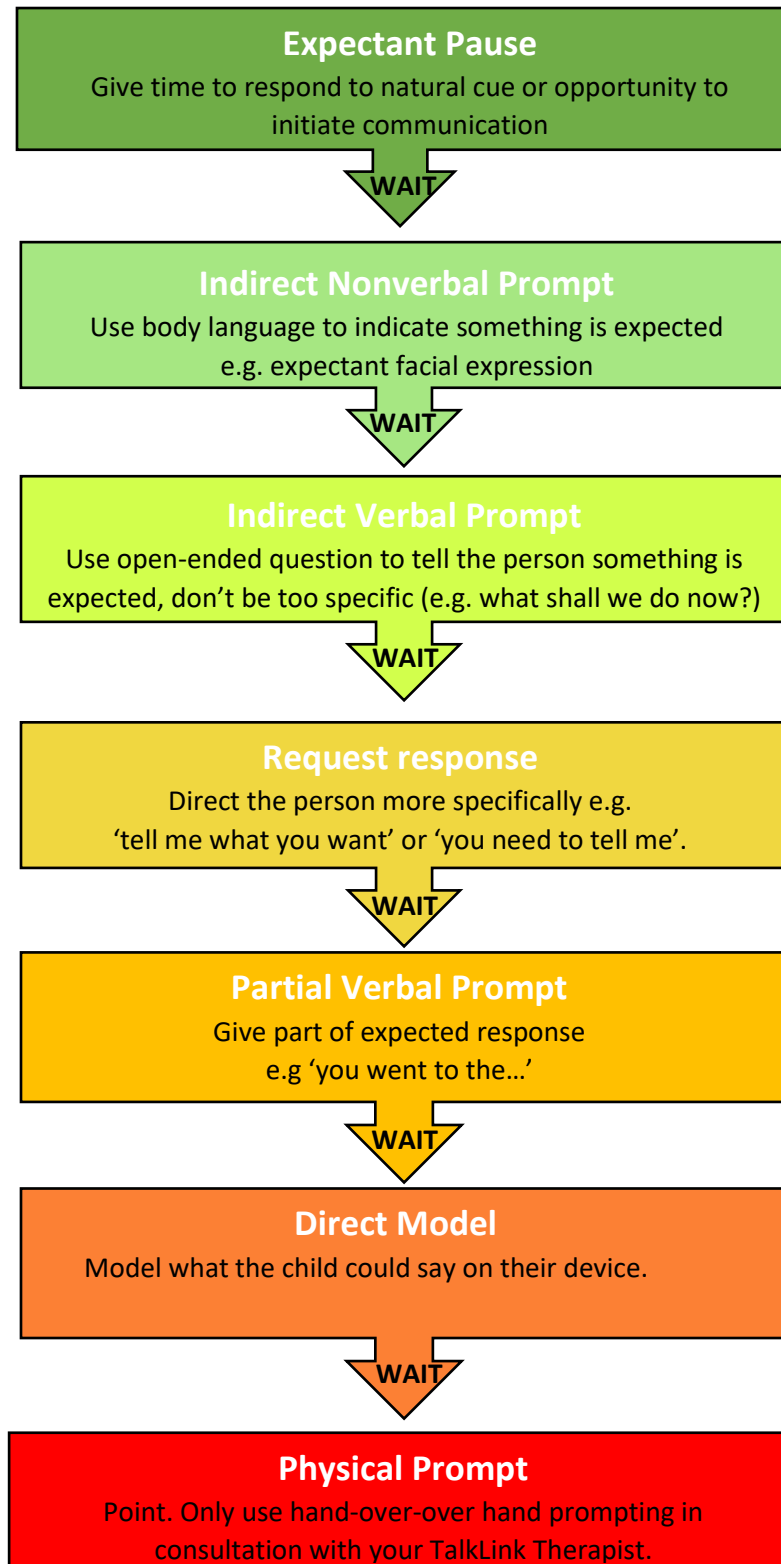 Expectant Pause
Give time to respond to natural cue or opportunity to
initiate communication
WAIT
Indirect Nonverbal Prompt
Use body language to indicate something is expected
e.g. expectant facial expression
WAIT
Indirect Verbal Prompt
Use open-ended question to tell the person something is
expected, don’t be too specific (e.g. what shall we do now?)
WAIT
Request response
Direct the person more specifically e.g.
‘tell me what you want’ or ‘you need to tell me’.
WAIT
Partial Verbal Prompt
Give part of expected response
e.g ‘you went to the…’
WAIT
Direct Model
Model what the child could say on their device.
WAIT
Physical Prompt
Point. Only use hand-over-over hand prompting in
consultation with your TalkLink Therapist.